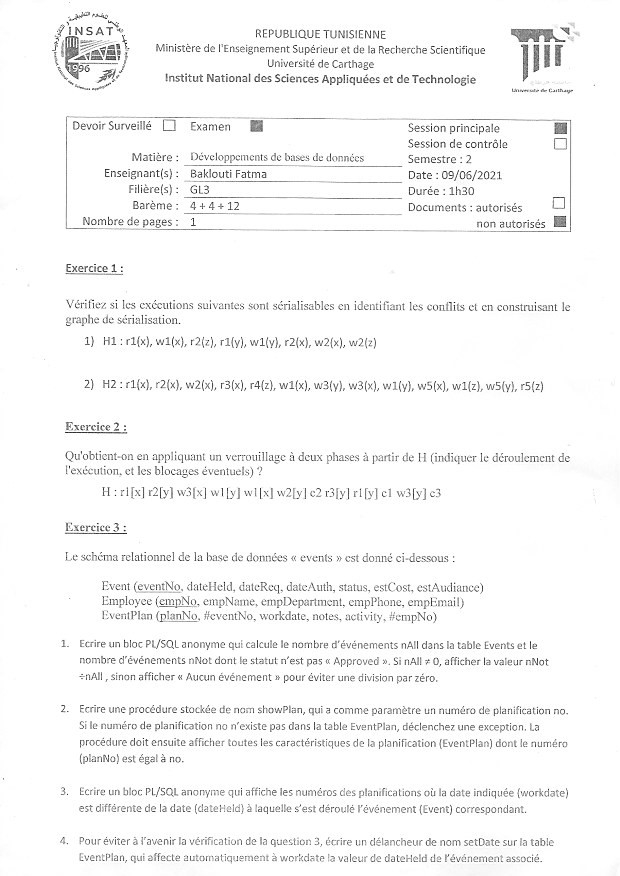 INSAT
1996
REPUBLIQUE TUNISIENNE
Ministère de l'Enseignement Supérieur et de la Recherche Scientifique
Université de Carthage
Institut National des Sciences Appliquées et de Technologie
Université de Carthage
Devoir Surveillé ☐ Examen ■
Session principale ■
Session de contrôle ☐
Matière : Développements de bases de données
Semestre : 2
Enseignant(s) : Baklouti Fatma
Date : 09/06/2021
Filière(s) : GL3
Durée : 1h30
Barème : 4 + 4 + 12
Documents : autorisés ☐
Nombre de pages : 1
non autorisés ■
Exercice 1 :
Vérifiez si les exécutions suivantes sont sérialisables en identifiant les conflits et en construisant le
graphe de sérialisation.
1) H1 : r1(x), w1(x), r2(z), r1(y), w1(y), r2(x), w2(x), w2(z)
2) H2 : r1(x), r2(x), w2(x), r3(x), r4(z), w1(x), w3(y), w3(x), w1(y), w5(x), w1(z), w5(y), r5(z)
Exercice 2 :
Qu'obtient-on en appliquant un verrouillage à deux phases à partir de H (indiquer le déroulement de
l'exécution, et les blocages éventuels) ?
H : r1[x] r2[y] w3[x] w1[y] w1[x] w2[y] c2 r3[y] r1[y] c1 w3[y] c3
Exercice 3 :
Le schéma relationnel de la base de données « events » est donné ci-dessous :
Event (eventNo, dateHeld, dateReq, dateAuth, status, estCost, estAudiance)
Employee (empNo, empName, empDepartment, empPhone, empEmail)
EventPlan (planNo, #eventNo, workdate, notes, activity, #empNo)
1. Ecrire un bloc PL/SQL anonyme qui calcule le nombre d'événements nAll dans la table Events et le
nombre d'événements nNot dont le statut n'est pas « Approved ». Si nAll ≠ 0, afficher la valeur nNot
÷nAll , sinon afficher « Aucun événement » pour éviter une division par zéro.
2. Ecrire une procédure stockée de nom showPlan, qui a comme paramètre un numéro de planification no.
Si le numéro de planification no n'existe pas dans la table EventPlan, déclenchez une exception. La
procédure doit ensuite afficher toutes les caractéristiques de la planification (EventPlan) dont le numéro
(planNo) est égal à no.
3. Ecrire un bloc PL/SQL anonyme qui affiche les numéros des planifications où la date indiquée (workdate)
est différente de la date (dateHeld) à laquelle s'est déroulé l'événement (Event) correspondant.
4. Pour éviter à l'avenir la vérification de la question 3, écrire un délancheur de nom setDate sur la table
EventPlan, qui affecte automatiquement à workdate la valeur de dateHeld de l'événement associé.